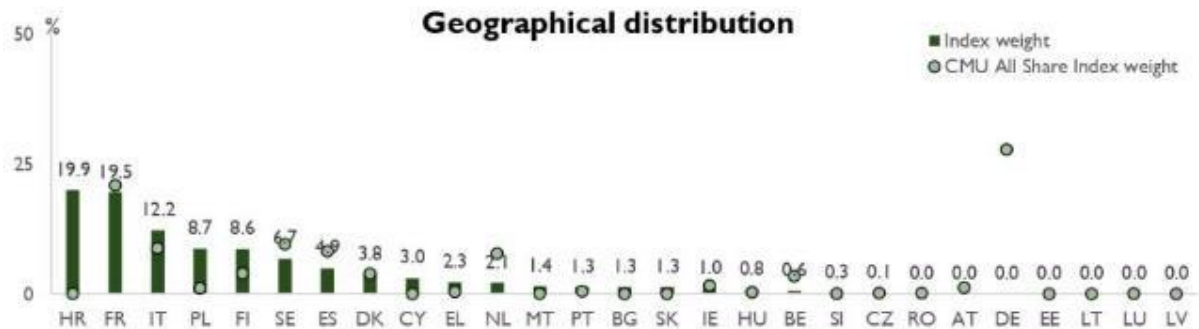 Geographical distribution
%
50
Index weight
CMU All Share Index weight
25
0
19.9 19.5 12.2 8.7 8.6 6.7 4.9 3.8 3.0 2.3 2.1 1.4 1.3 1.3 1.3 1.0 0.8 0.6 0.3 0.1 0.0 0.0 0.0 0.0 0.0 0.0 0.0
HR FR IT PL FI SE ES DK CY EL NL MT PT BG SK IE HU BE SI CZ RO AT DE EE LT LU LV